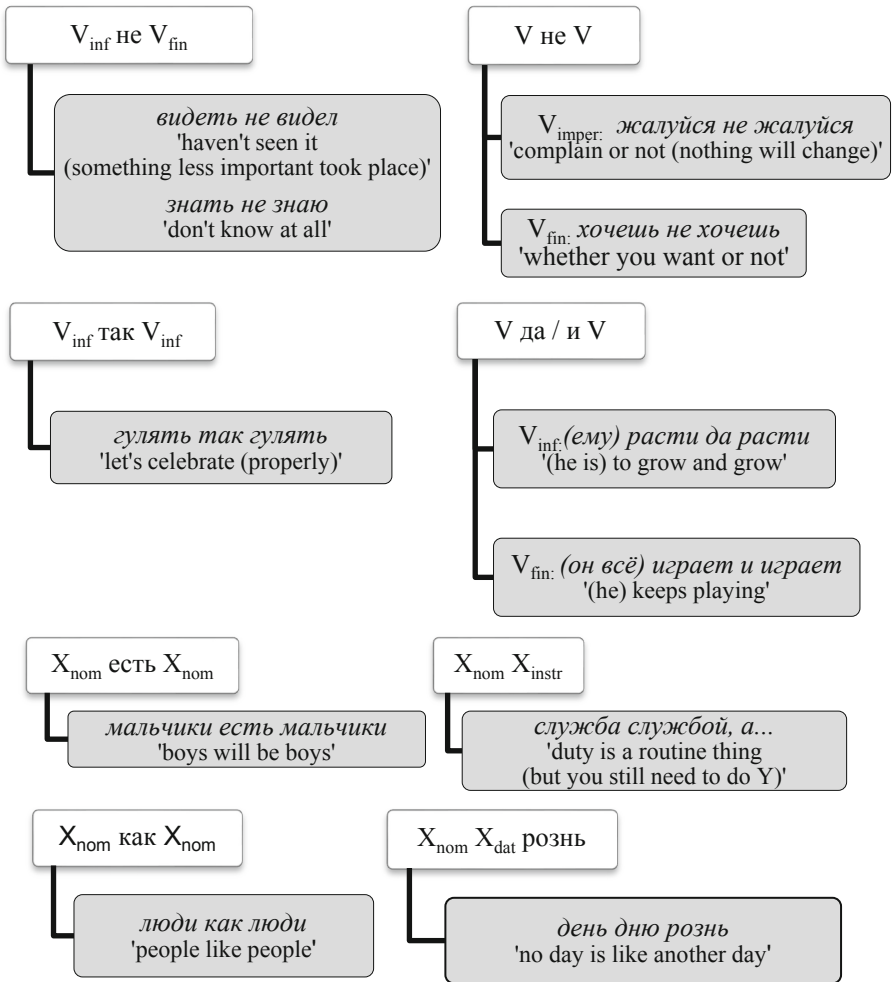 V_inf не V_fin
видеть не видел
'haven't seen it
(something less important took place)'
знать не знаю
'don't know at all'
V не V
V_imper: жалуйся не жалуйся
'complain or not (nothing will change)'
V_fin: хочешь не хочешь
'whether you want or not'
V_inf так V_inf
гулять так гулять
'let's celebrate (properly)'
V да / и V
V_inf: (ему) расти да расти
'(he is) to grow and grow'
V_fin: (он всё) играет и играет
'(he) keeps playing'
X_nom есть X_nom
мальчики есть мальчики
'boys will be boys'
X_nom X_instr
служба службой, а...
'duty is a routine thing
(but you still need to do Y)'
X_nom как X_nom
люди как люди
'people like people'
X_nom X_dat рознь
день дню рознь
'no day is like another day'